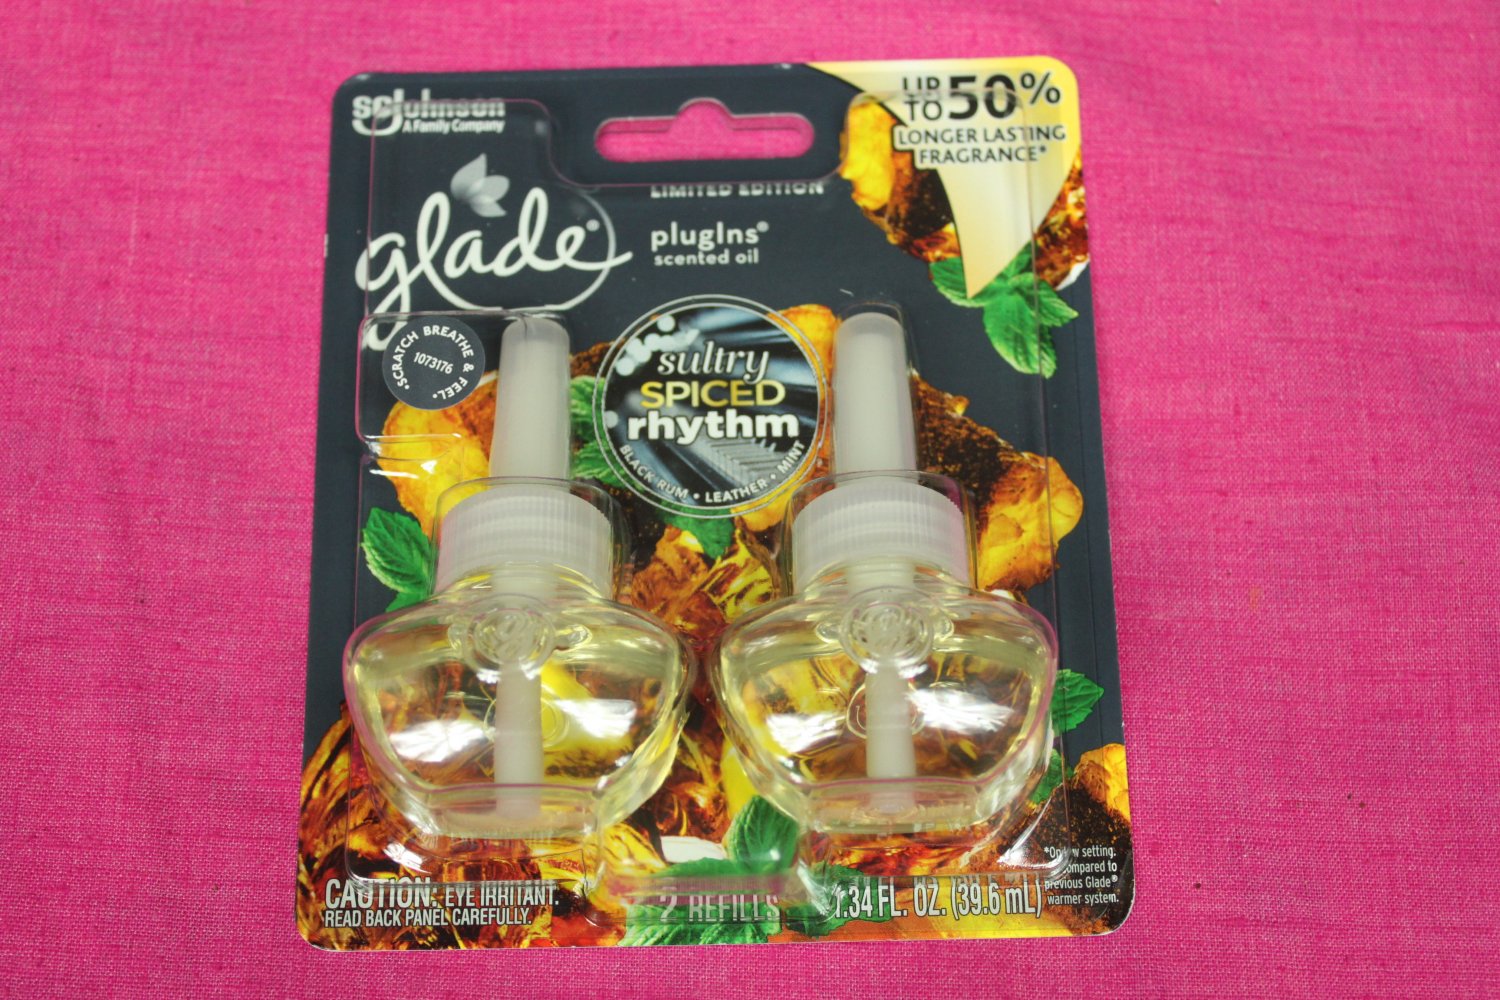 scJohnson
A Family Company
UP TO 50%
LONGER LASTING
FRAGRANCE*
LIMITED EDITION
glade®
plugIns®
scented oil
•SCRATCH BREATHE & FEEL•
1073176
sultry
SPICED
rhythm
BLACK RUM • LEATHER • MINT
CAUTION: EYE IRRITANT.
READ BACK PANEL CAREFULLY.
2 REFILLS
1.34 FL. OZ. (39.6 mL)
*On low setting.
Compared to
previous Glade®
warmer system.